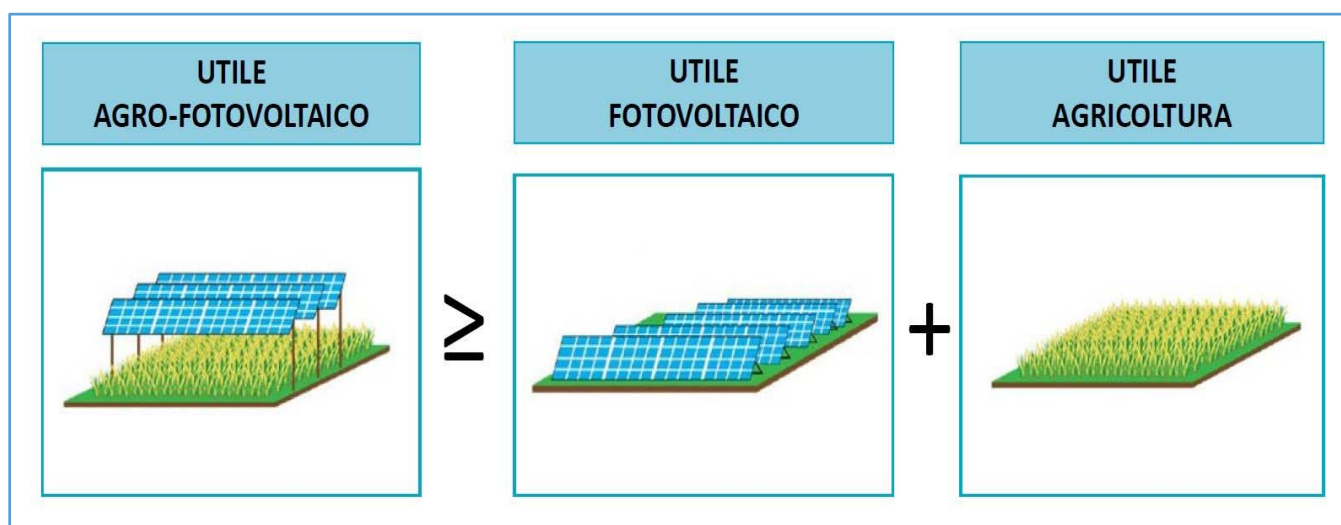 UTILE
AGRO-FOTOVOLTAICO
UTILE
FOTOVOLTAICO
UTILE
AGRICOLTURA
≥
+